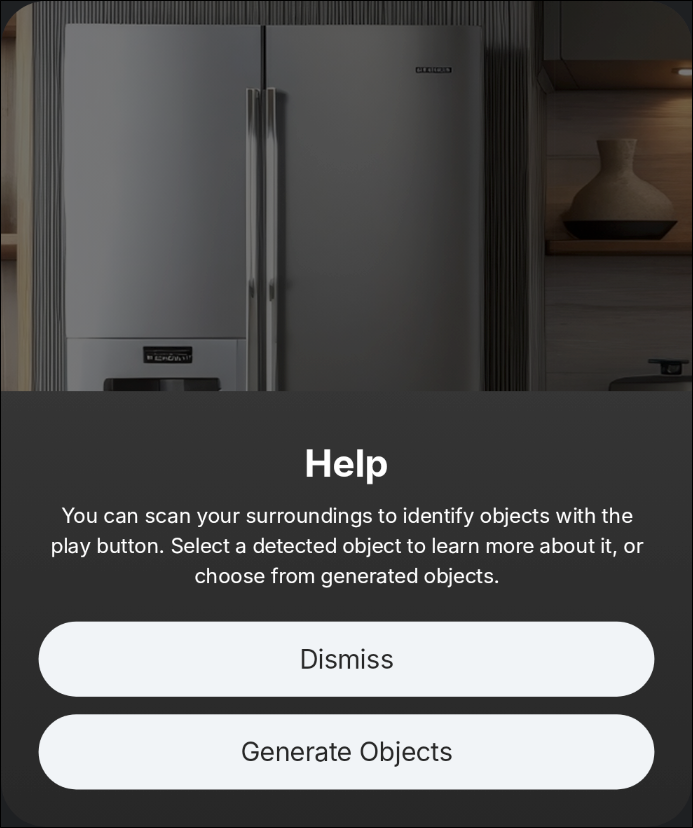 Help
You can scan your surroundings to identify objects with the
play button. Select a detected object to learn more about it, or
choose from generated objects.
Dismiss
Generate Objects